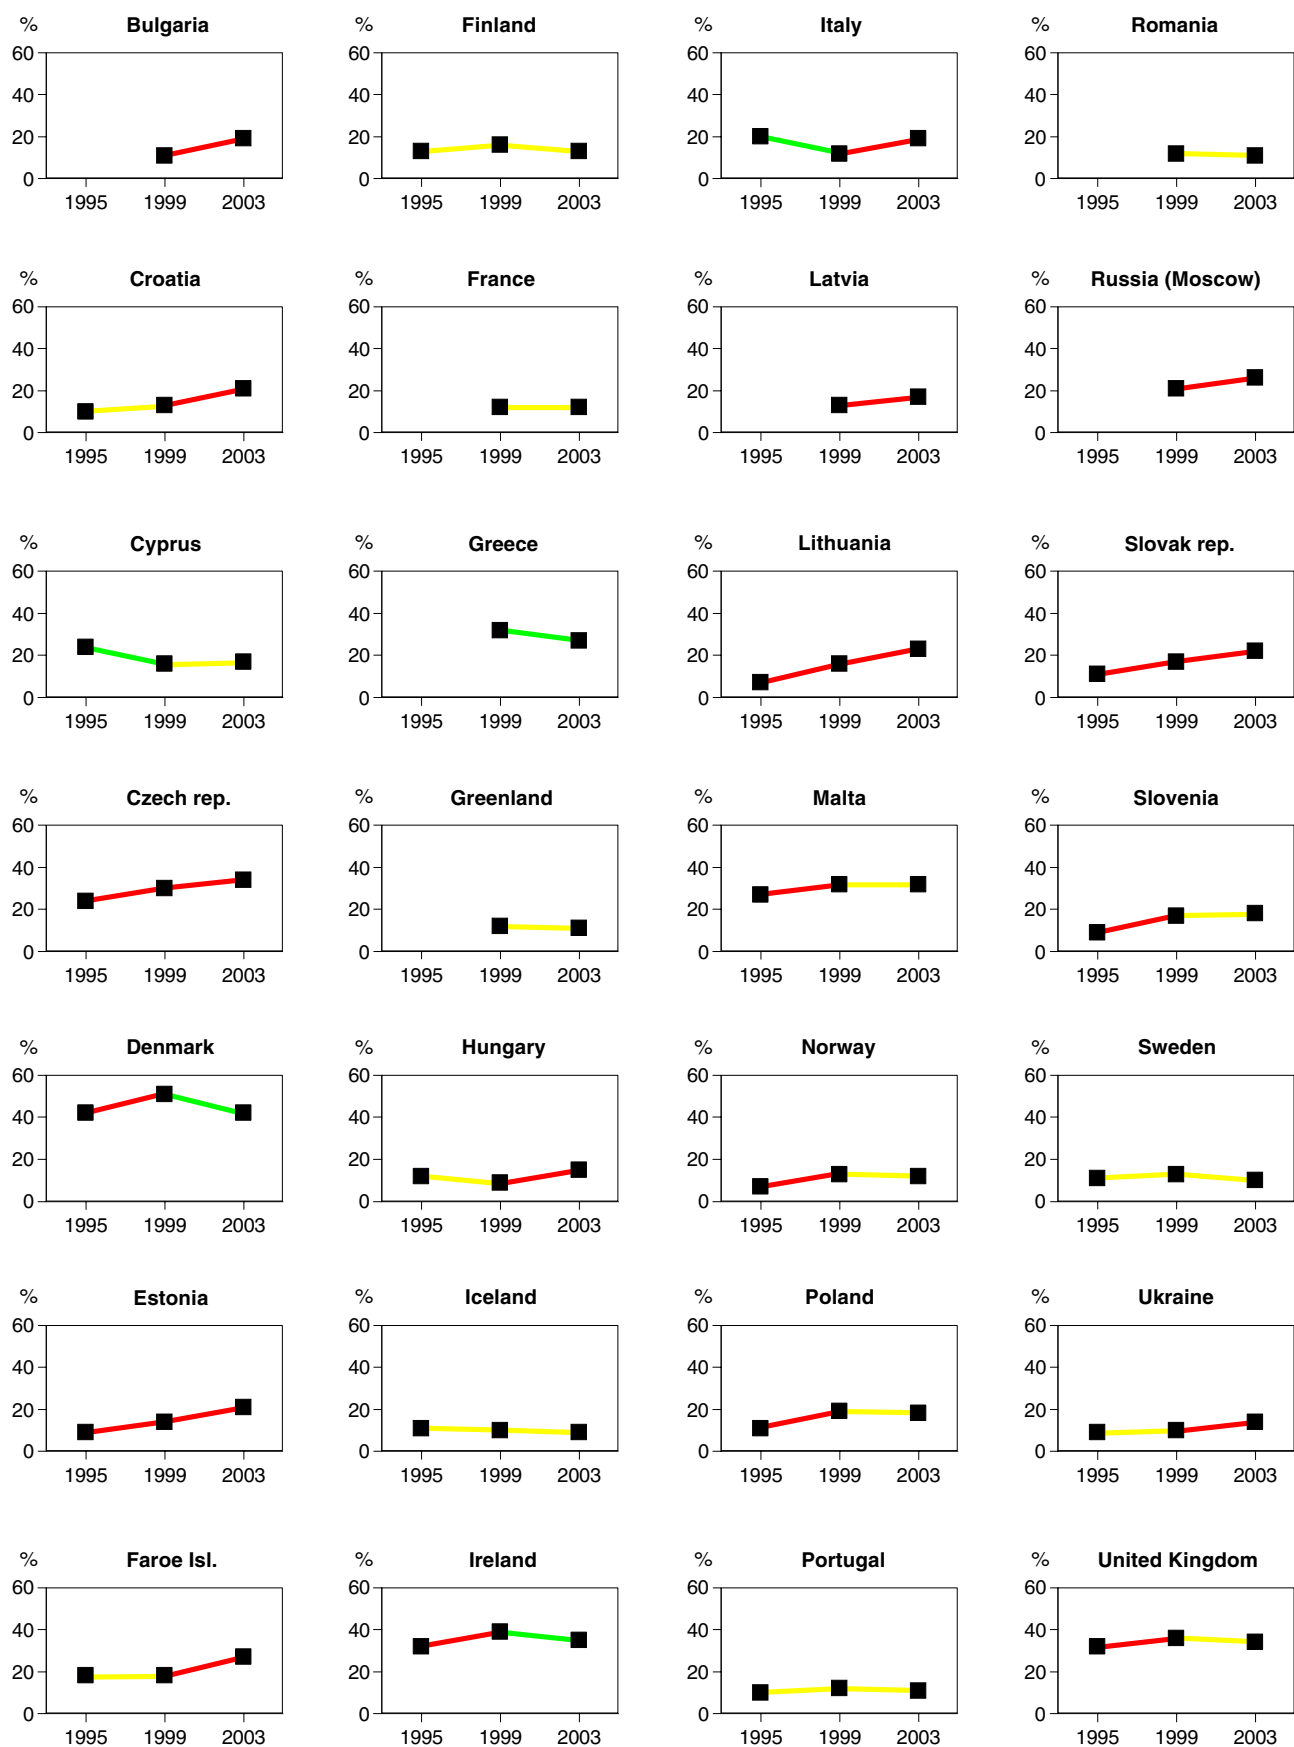 % Bulgaria % Finland % Italy % Romania
60 60 60 60
40 40 40 40
20 20 20 20
0 0 0 0
1995 1999 2003 1995 1999 2003 1995 1999 2003 1995 1999 2003
% Croatia % France % Latvia % Russia (Moscow)
60 60 60 60
40 40 40 40
20 20 20 20
0 0 0 0
1995 1999 2003 1995 1999 2003 1995 1999 2003 1995 1999 2003
% Cyprus % Greece % Lithuania % Slovak rep.
60 60 60 60
40 40 40 40
20 20 20 20
0 0 0 0
1995 1999 2003 1995 1999 2003 1995 1999 2003 1995 1999 2003
% Czech rep. % Greenland % Malta % Slovenia
60 60 60 60
40 40 40 40
20 20 20 20
0 0 0 0
1995 1999 2003 1995 1999 2003 1995 1999 2003 1995 1999 2003
% Denmark % Hungary % Norway % Sweden
60 60 60 60
40 40 40 40
20 20 20 20
0 0 0 0
1995 1999 2003 1995 1999 2003 1995 1999 2003 1995 1999 2003
% Estonia % Iceland % Poland % Ukraine
60 60 60 60
40 40 40 40
20 20 20 20
0 0 0 0
1995 1999 2003 1995 1999 2003 1995 1999 2003 1995 1999 2003
% Faroe Isl. % Ireland % Portugal % United Kingdom
60 60 60 60
40 40 40 40
20 20 20 20
0 0 0 0
1995 1999 2003 1995 1999 2003 1995 1999 2003 1995 1999 2003